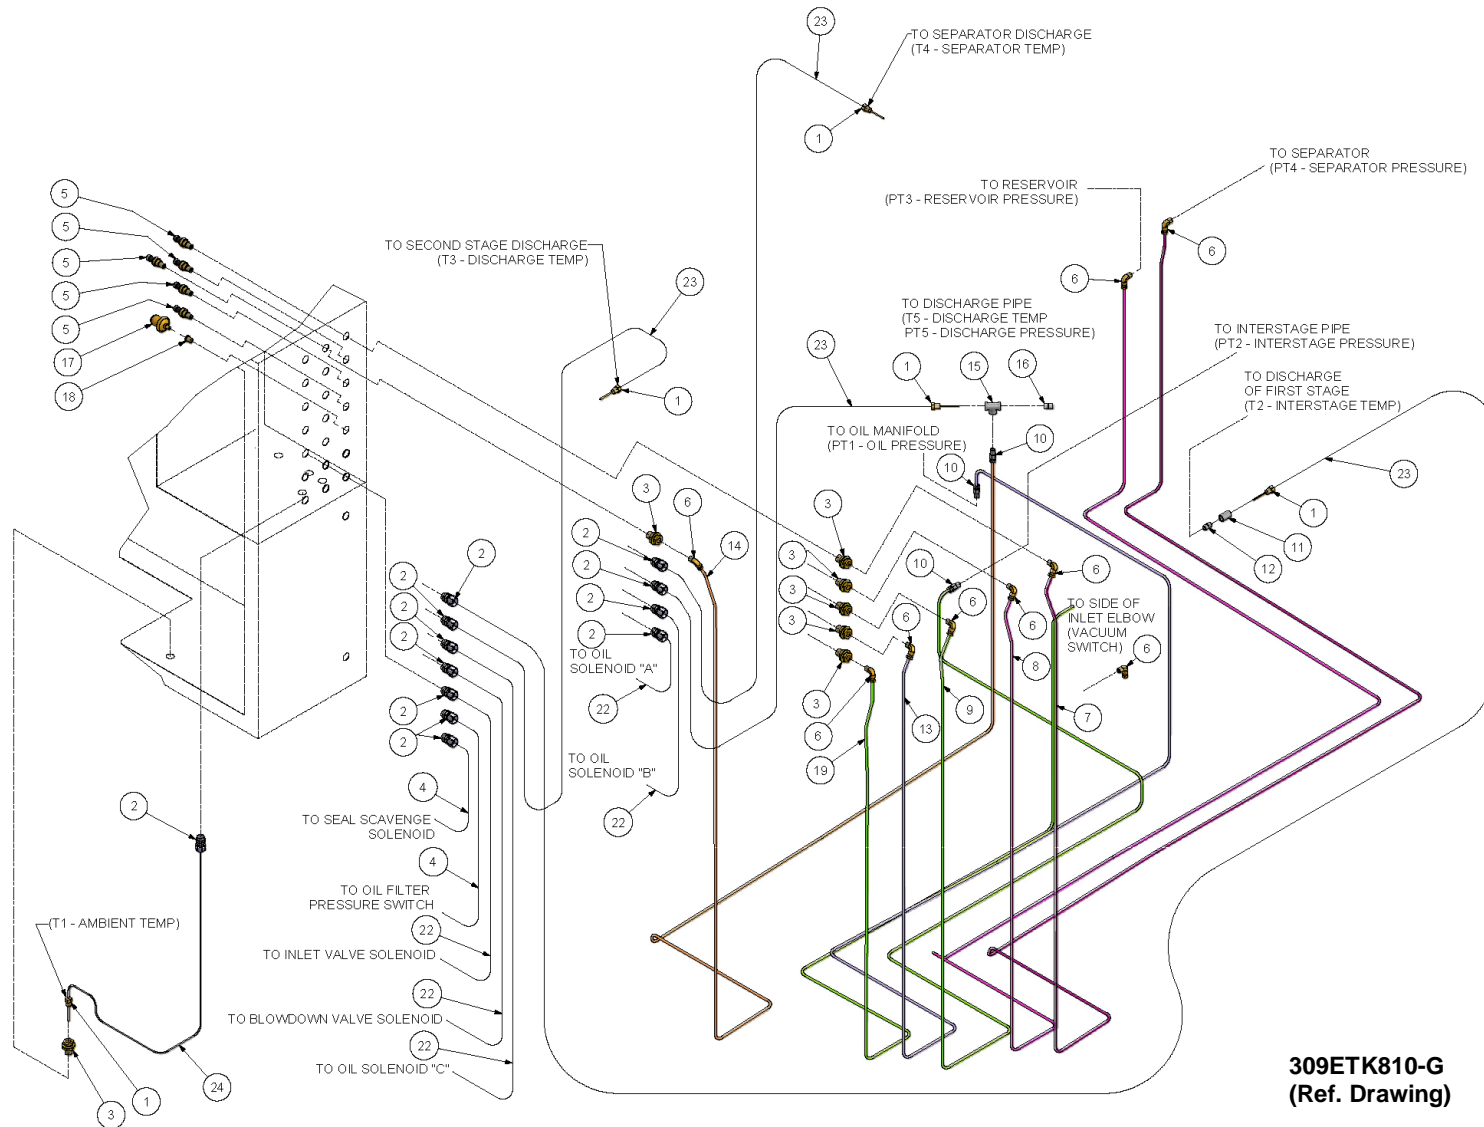 23
TO SEPARATOR DISCHARGE
(T4 - SEPARATOR TEMP)
1
TO SEPARATOR
(PT4 - SEPARATOR PRESSURE)
TO RESERVOIR
(PT3 - RESERVOIR PRESSURE)
6
6
5
5
5
5
5
17
18
TO SECOND STAGE DISCHARGE
(T3 - DISCHARGE TEMP)
23
1
TO DISCHARGE PIPE
(T5 - DISCHARGE TEMP
PT5 - DISCHARGE PRESSURE)
23
1
15
16
TO INTERSTAGE PIPE
(PT2 - INTERSTAGE PRESSURE)
TO DISCHARGE
OF FIRST STAGE
(T2 - INTERSTAGE TEMP)
TO OIL MANIFOLD
(PT1 - OIL PRESSURE)
10
10
23
1
11
12
3
6
14
2
2
2
2
3
3
3
3
10
6
6
6
6
TO SIDE OF
INLET ELBOW
(VACUUM
SWITCH)
6
2
2
2
2
2
2
TO OIL
SOLENOID "A"
22
TO OIL
SOLENOID "B"
22
3
6
19
13
9
8
7
4
TO SEAL SCAVENGE
SOLENOID
4
TO OIL FILTER
PRESSURE SWITCH
22
TO INLET VALVE SOLENOID
22
TO BLOWDOWN VALVE SOLENOID
22
TO OIL SOLENOID "C"
2
(T1 - AMBIENT TEMP)
24
1
3
309ETK810-G
(Ref. Drawing)